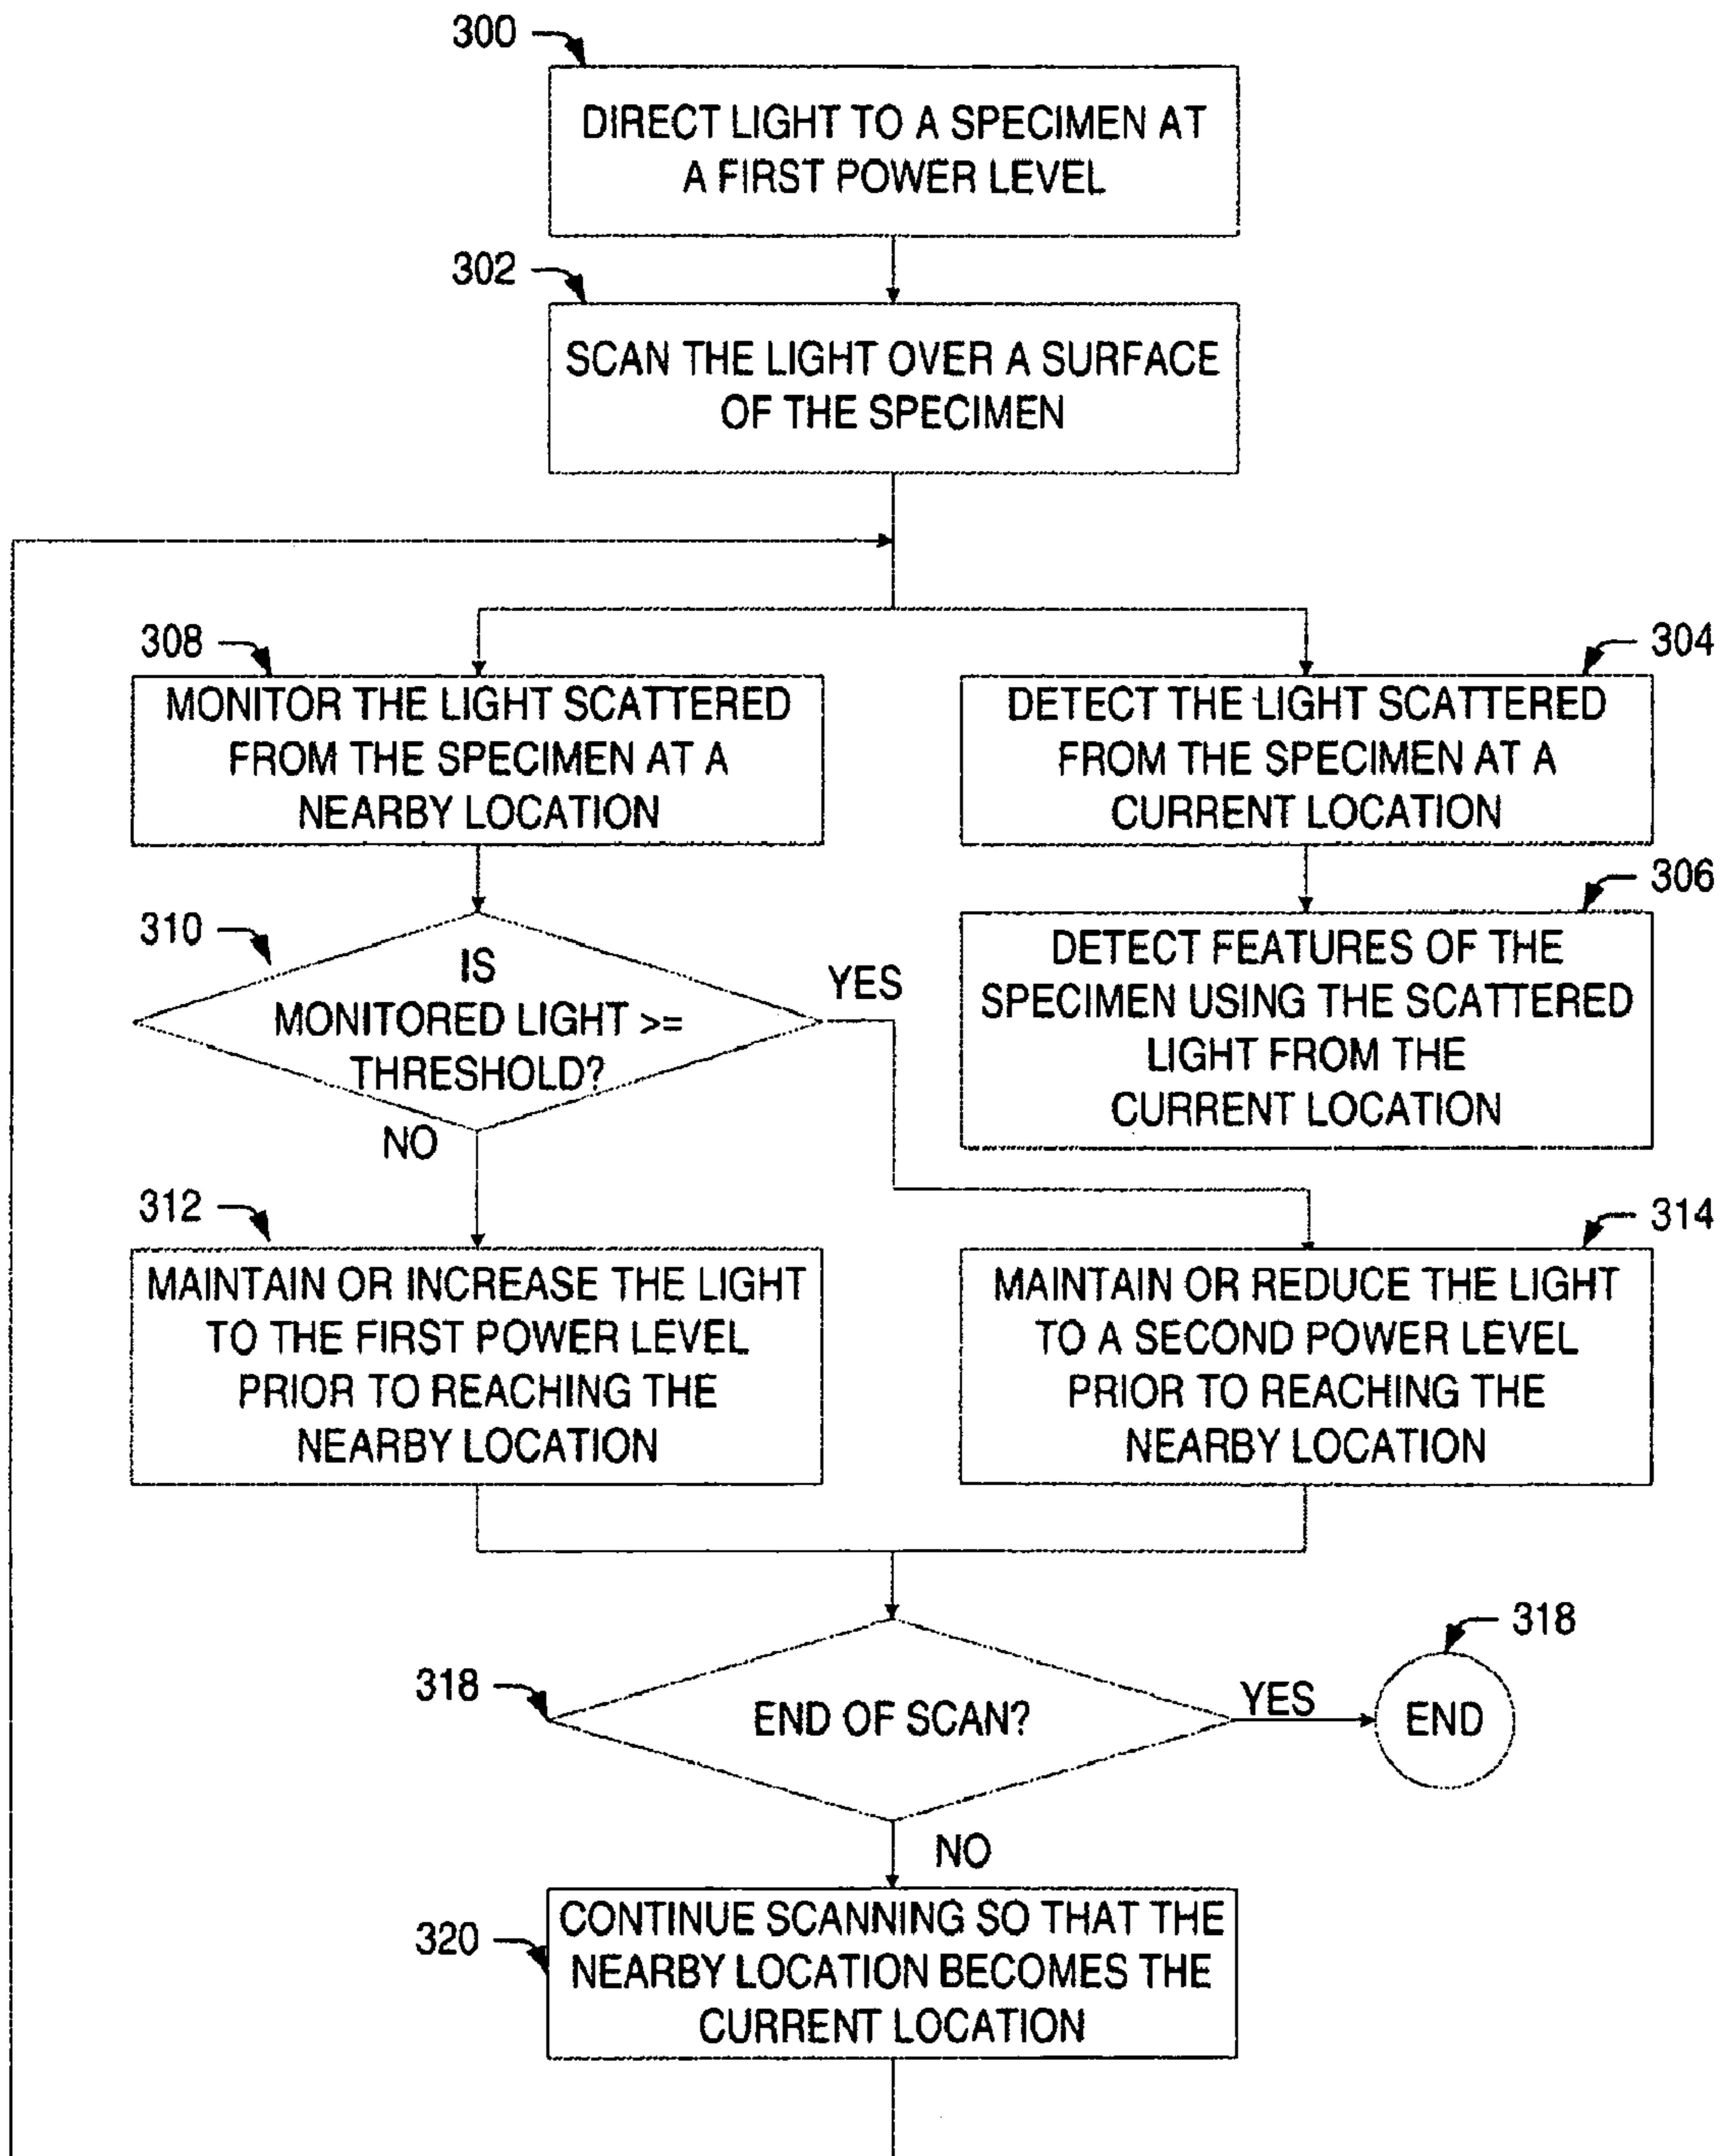 300
DIRECT LIGHT TO A SPECIMEN AT
A FIRST POWER LEVEL
302
SCAN THE LIGHT OVER A SURFACE
OF THE SPECIMEN
308
MONITOR THE LIGHT SCATTERED
FROM THE SPECIMEN AT A
NEARBY LOCATION
304
DETECT THE LIGHT SCATTERED
FROM THE SPECIMEN AT A
CURRENT LOCATION
306
DETECT FEATURES OF THE
SPECIMEN USING THE SCATTERED
LIGHT FROM THE
CURRENT LOCATION
310
IS
MONITORED LIGHT >=
THRESHOLD?
YES
NO
312
MAINTAIN OR INCREASE THE LIGHT
TO THE FIRST POWER LEVEL
PRIOR TO REACHING THE
NEARBY LOCATION
314
MAINTAIN OR REDUCE THE LIGHT
TO A SECOND POWER LEVEL
PRIOR TO REACHING THE
NEARBY LOCATION
318
END OF SCAN?
YES
318
END
NO
320
CONTINUE SCANNING SO THAT THE
NEARBY LOCATION BECOMES THE
CURRENT LOCATION